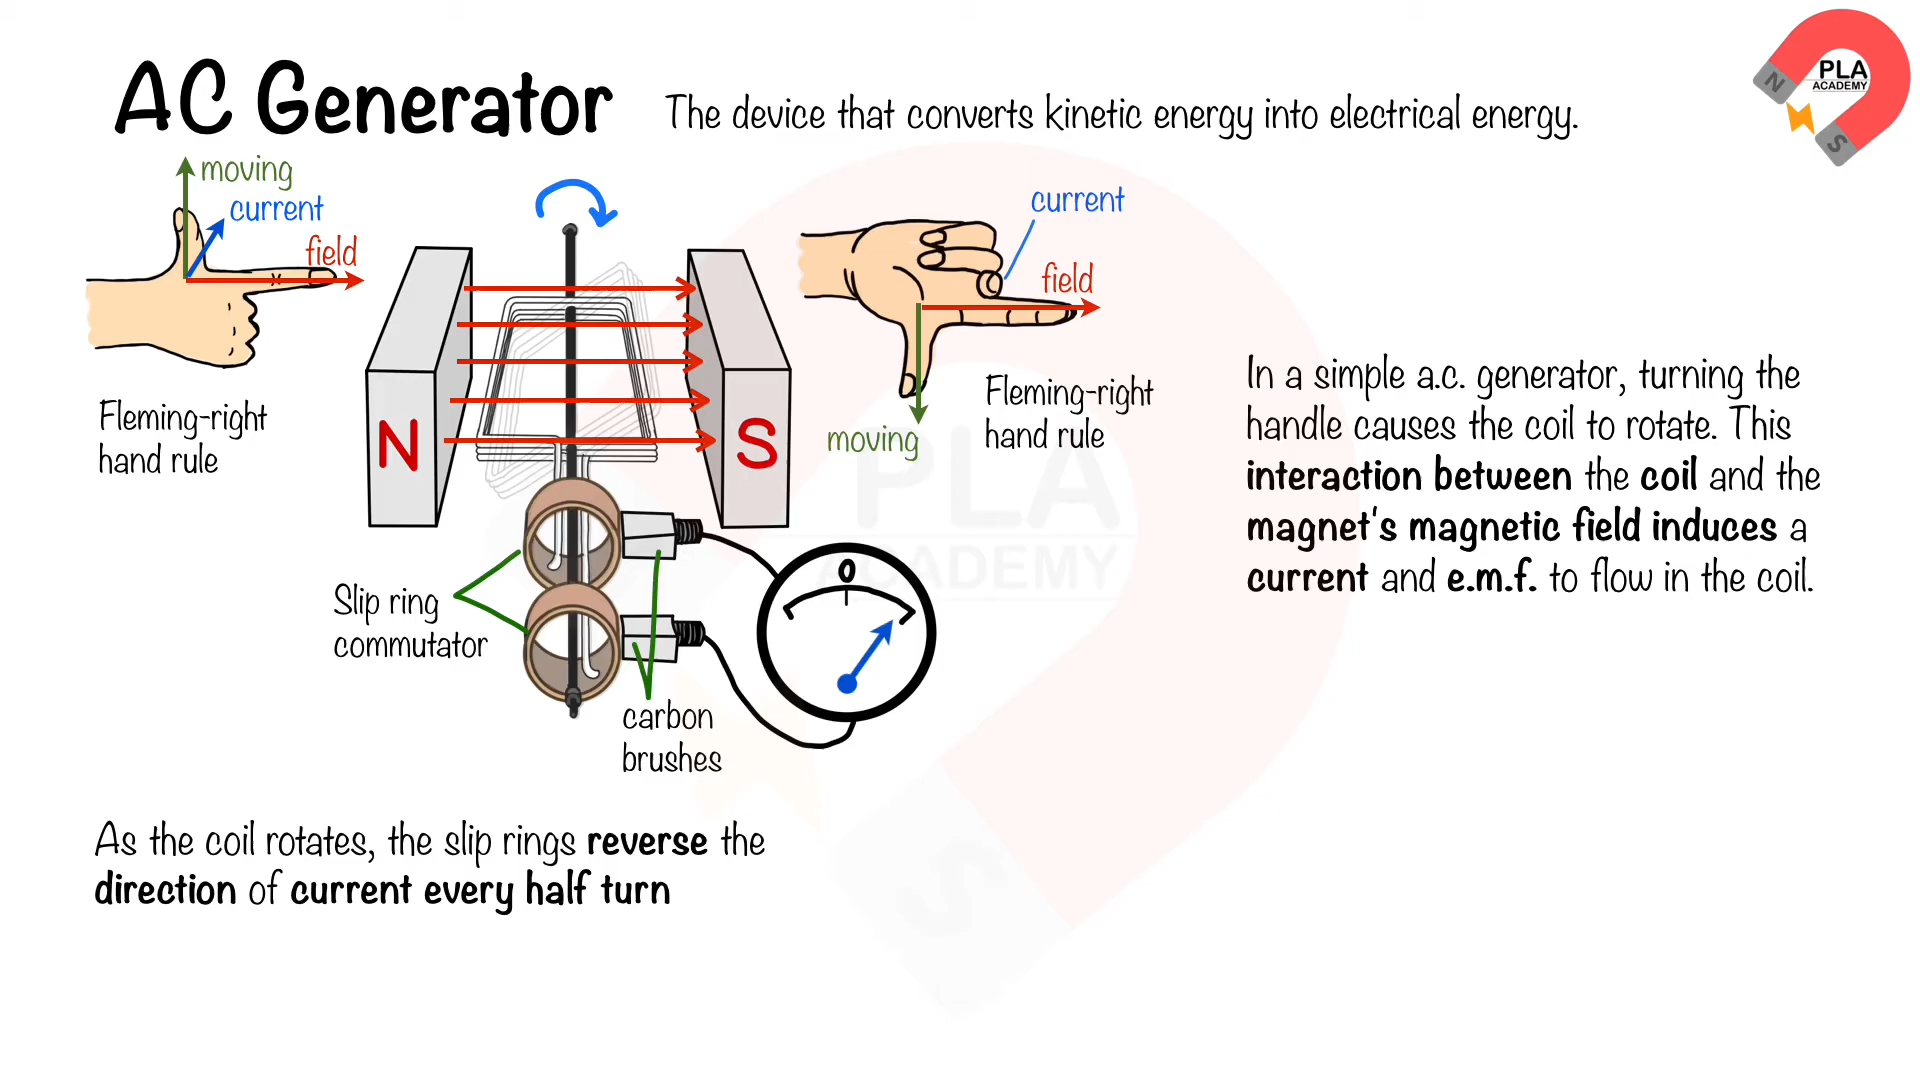 AC Generator
The device that converts kinetic energy into electrical energy.
N
PLA
ACADEMY
S
moving
current
field
Fleming-right
hand rule
N
S
current
field
moving
Fleming-right
hand rule
In a simple a.c. generator, turning the
handle causes the coil to rotate. This
interaction between the coil and the
magnet's magnetic field induces a
current and e.m.f. to flow in the coil.
PLA
ACADEMY
0
Slip ring
commutator
carbon
brushes
As the coil rotates, the slip rings reverse the
direction of current every half turn
S